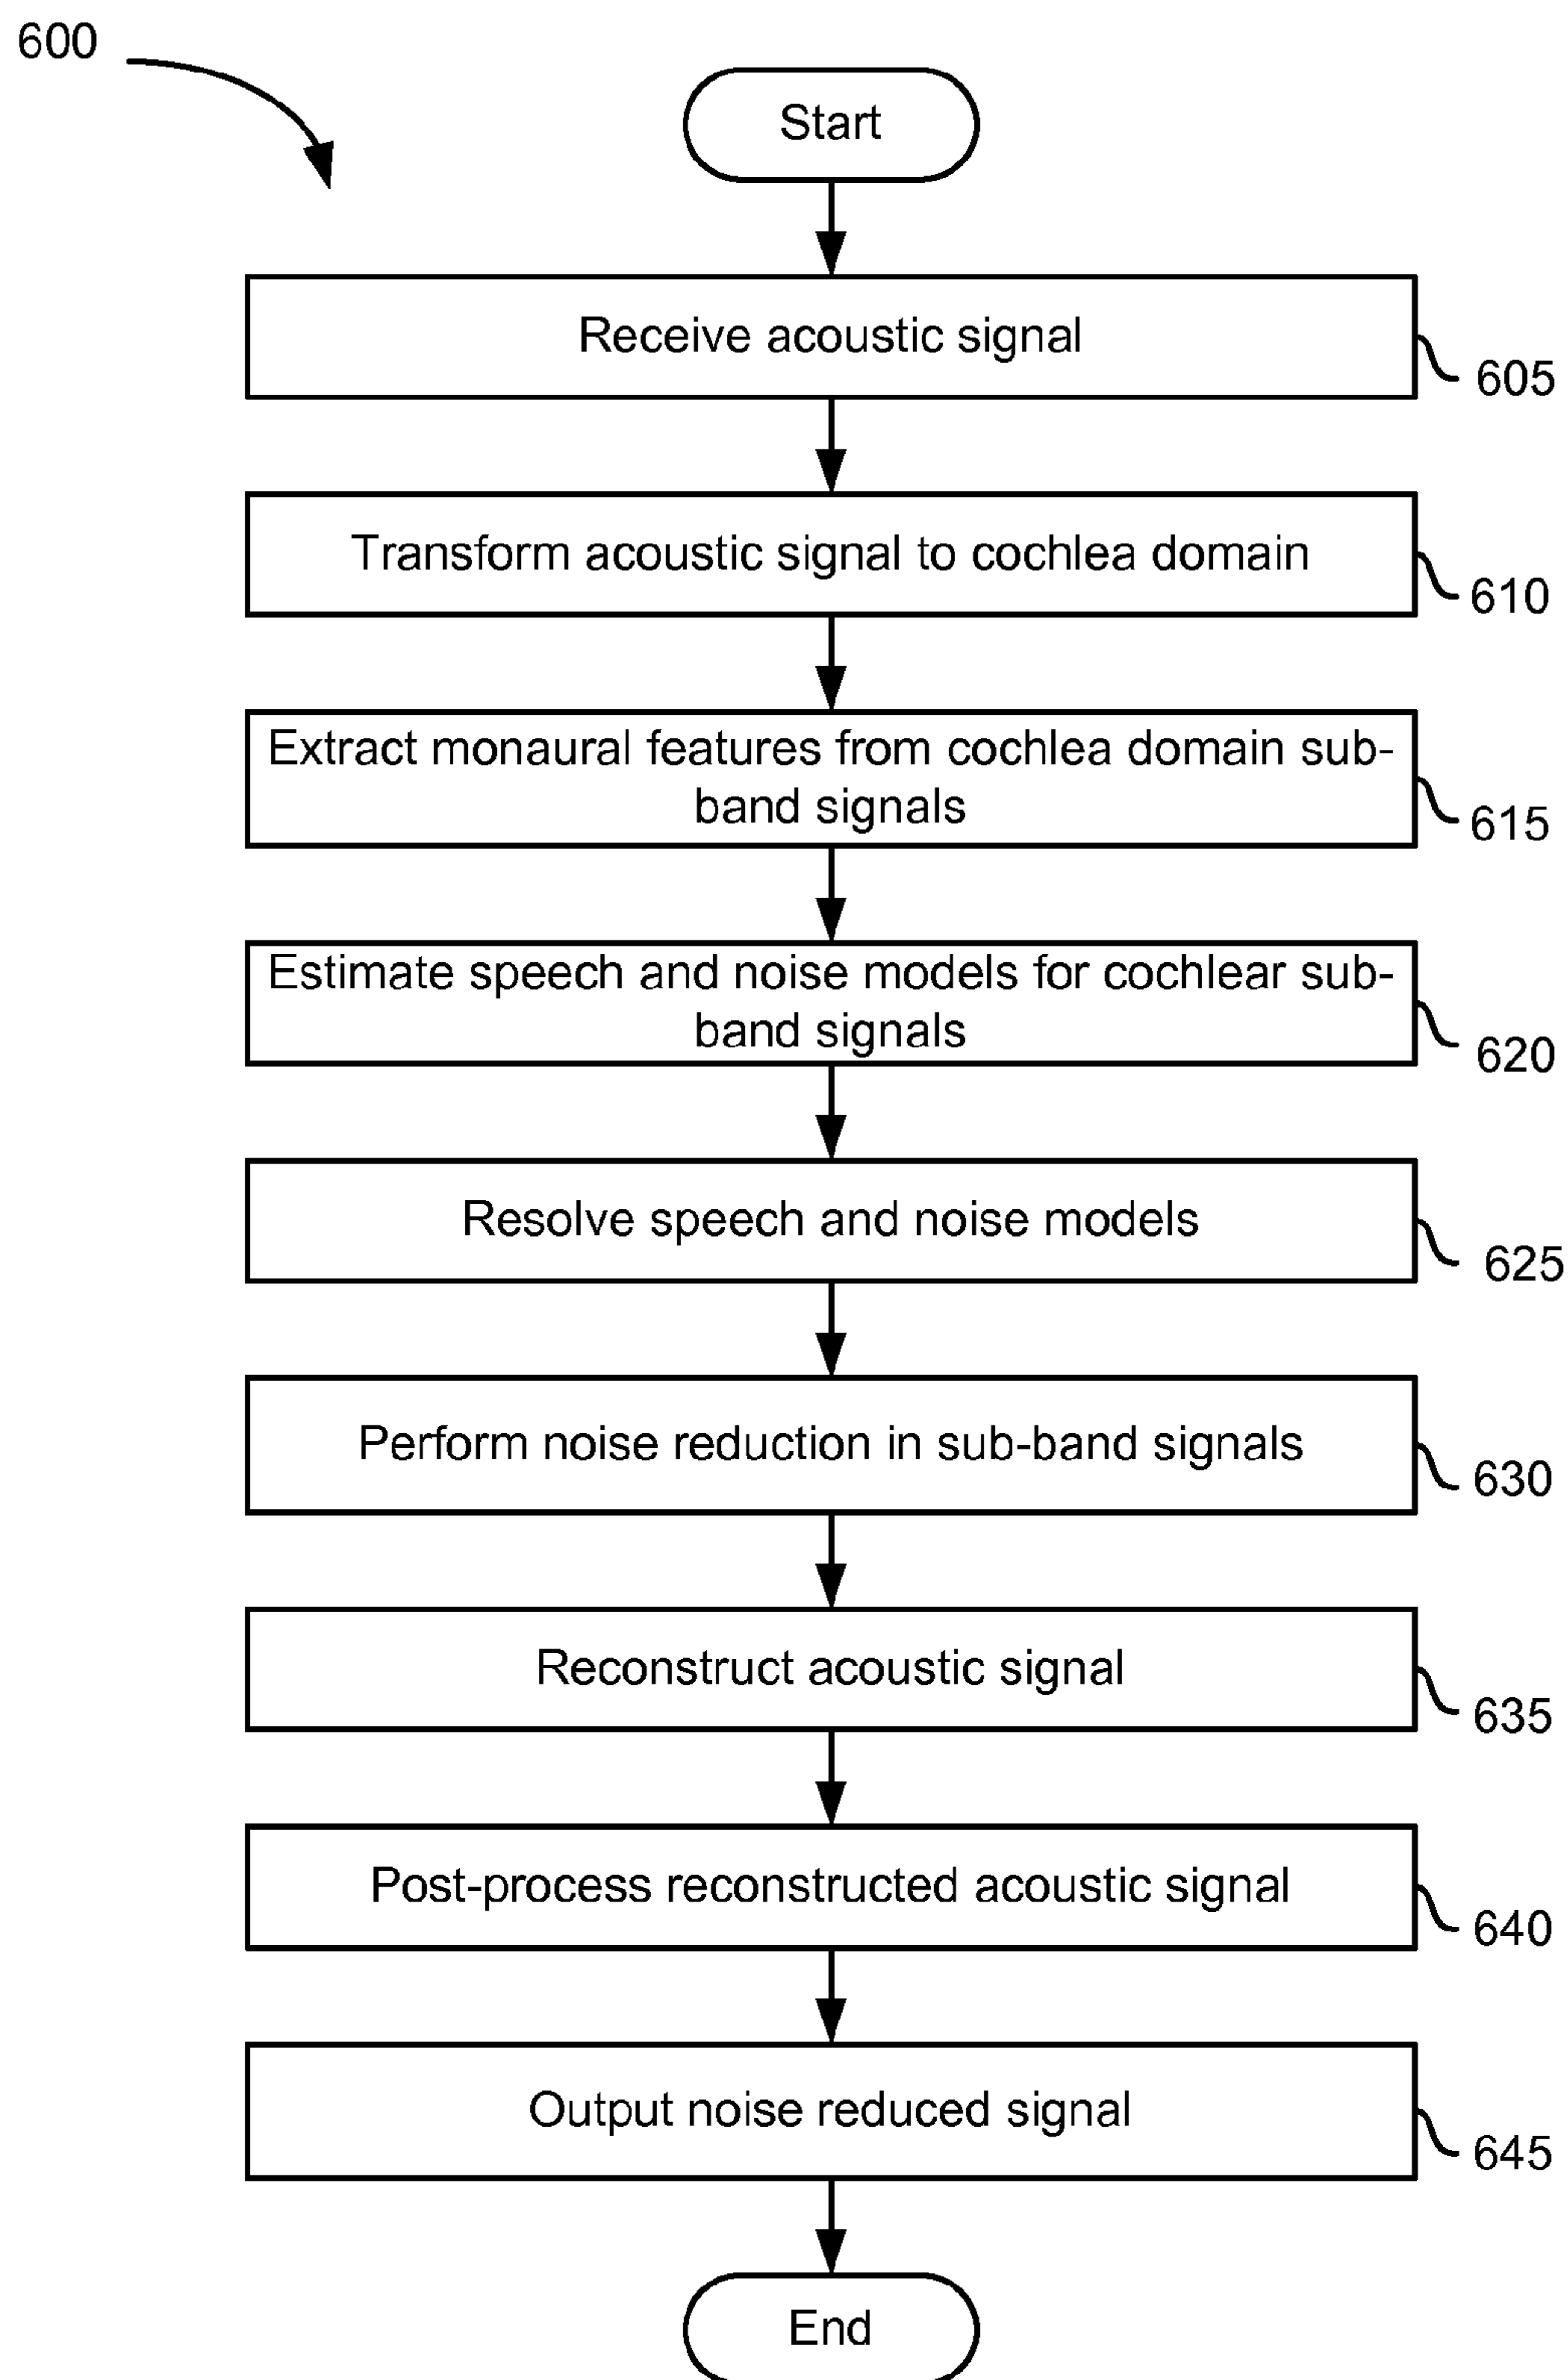 600
Start
Receive acoustic signal
605
Transform acoustic signal to cochlea domain
610
Extract monaural features from cochlea domain sub-
band signals
615
Estimate speech and noise models for cochlear sub-
band signals
620
Resolve speech and noise models
625
Perform noise reduction in sub-band signals
630
Reconstruct acoustic signal
635
Post-process reconstructed acoustic signal
640
Output noise reduced signal
645
End